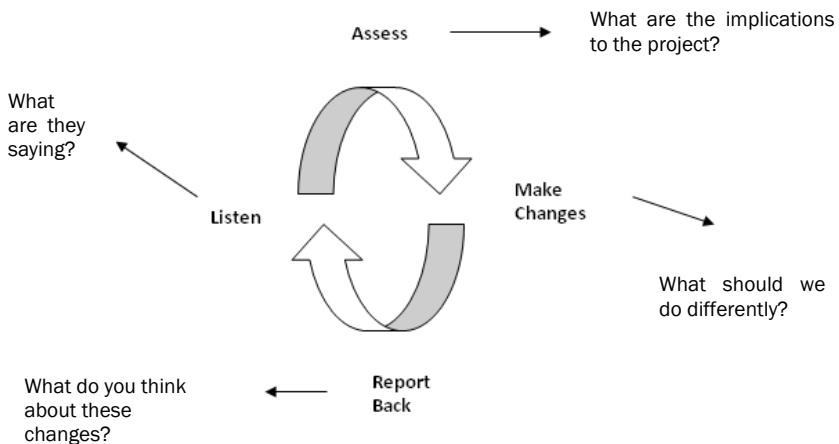 Assess
What are the implications
to the project?
What
are they
saying?
Listen
Make
Changes
What should we
do differently?
Report
Back
What do you think
about these
changes?